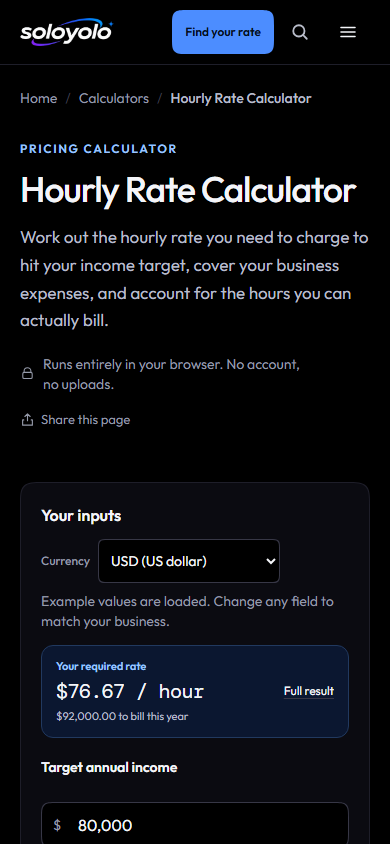 soloyolo
Find your rate
Home / Calculators / Hourly Rate Calculator
PRICING CALCULATOR
Hourly Rate Calculator
Work out the hourly rate you need to charge to
hit your income target, cover your business
expenses, and account for the hours you can
actually bill.
Runs entirely in your browser. No account,
no uploads.
Share this page
Your inputs
Currency USD (US dollar)
Example values are loaded. Change any field to
match your business.
Your required rate
$76.67 / hour
Full result
$92,000.00 to bill this year
Target annual income
$ 80,000